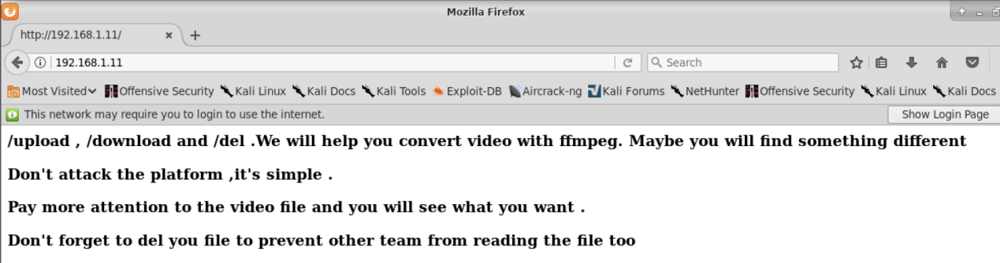 Mozilla Firefox
http://192.168.1.11/
192.168.1.11 Search
Most Visited Offensive Security Kali Linux Kali Docs Kali Tools Exploit-DB Aircrack-ng Kali Forums NetHunter Offensive Security Kali Linux Kali Docs
This network may require you to login to use the internet. Show Login Page
/upload , /download and /del .We will help you convert video with ffmpeg. Maybe you will find something different
Don't attack the platform ,it's simple .
Pay more attention to the video file and you will see what you want .
Don't forget to del you file to prevent other team from reading the file too